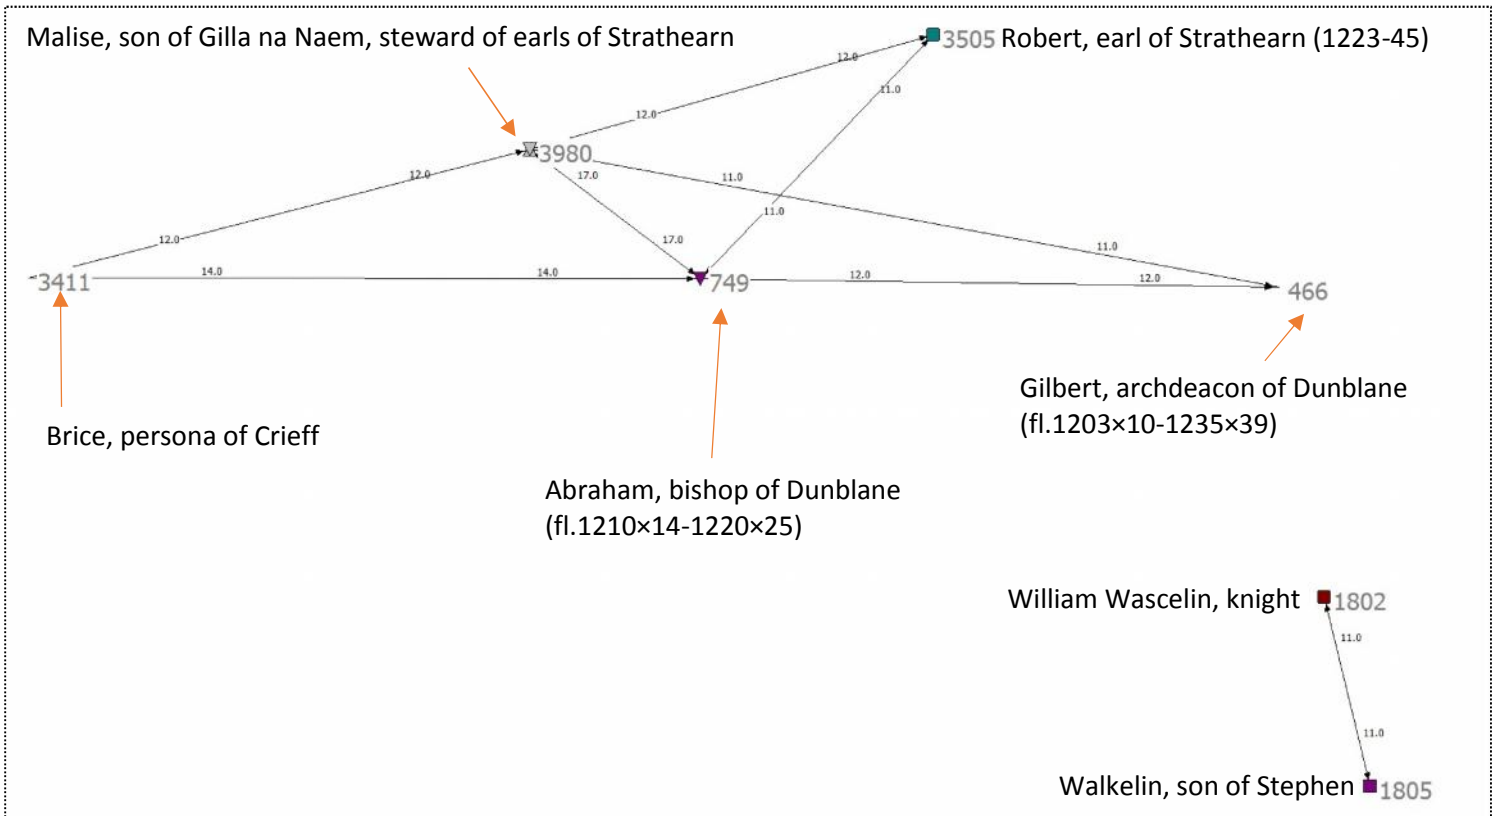 Malise, son of Gilla na Naem, steward of earls of Strathearn
3505 Robert, earl of Strathearn (1223-45)
12.0
11.0
12.0
3980
12.0
17.0
11.0
11.0
12.0
17.0
11.0
3411
14.0
14.0
749
12.0
12.0
466
Gilbert, archdeacon of Dunblane
(fl.1203×10-1235×39)
Brice, persona of Crieff
Abraham, bishop of Dunblane
(fl.1210×14-1220×25)
William Wascelin, knight 1802
11.0
11.0
Walkelin, son of Stephen 1805